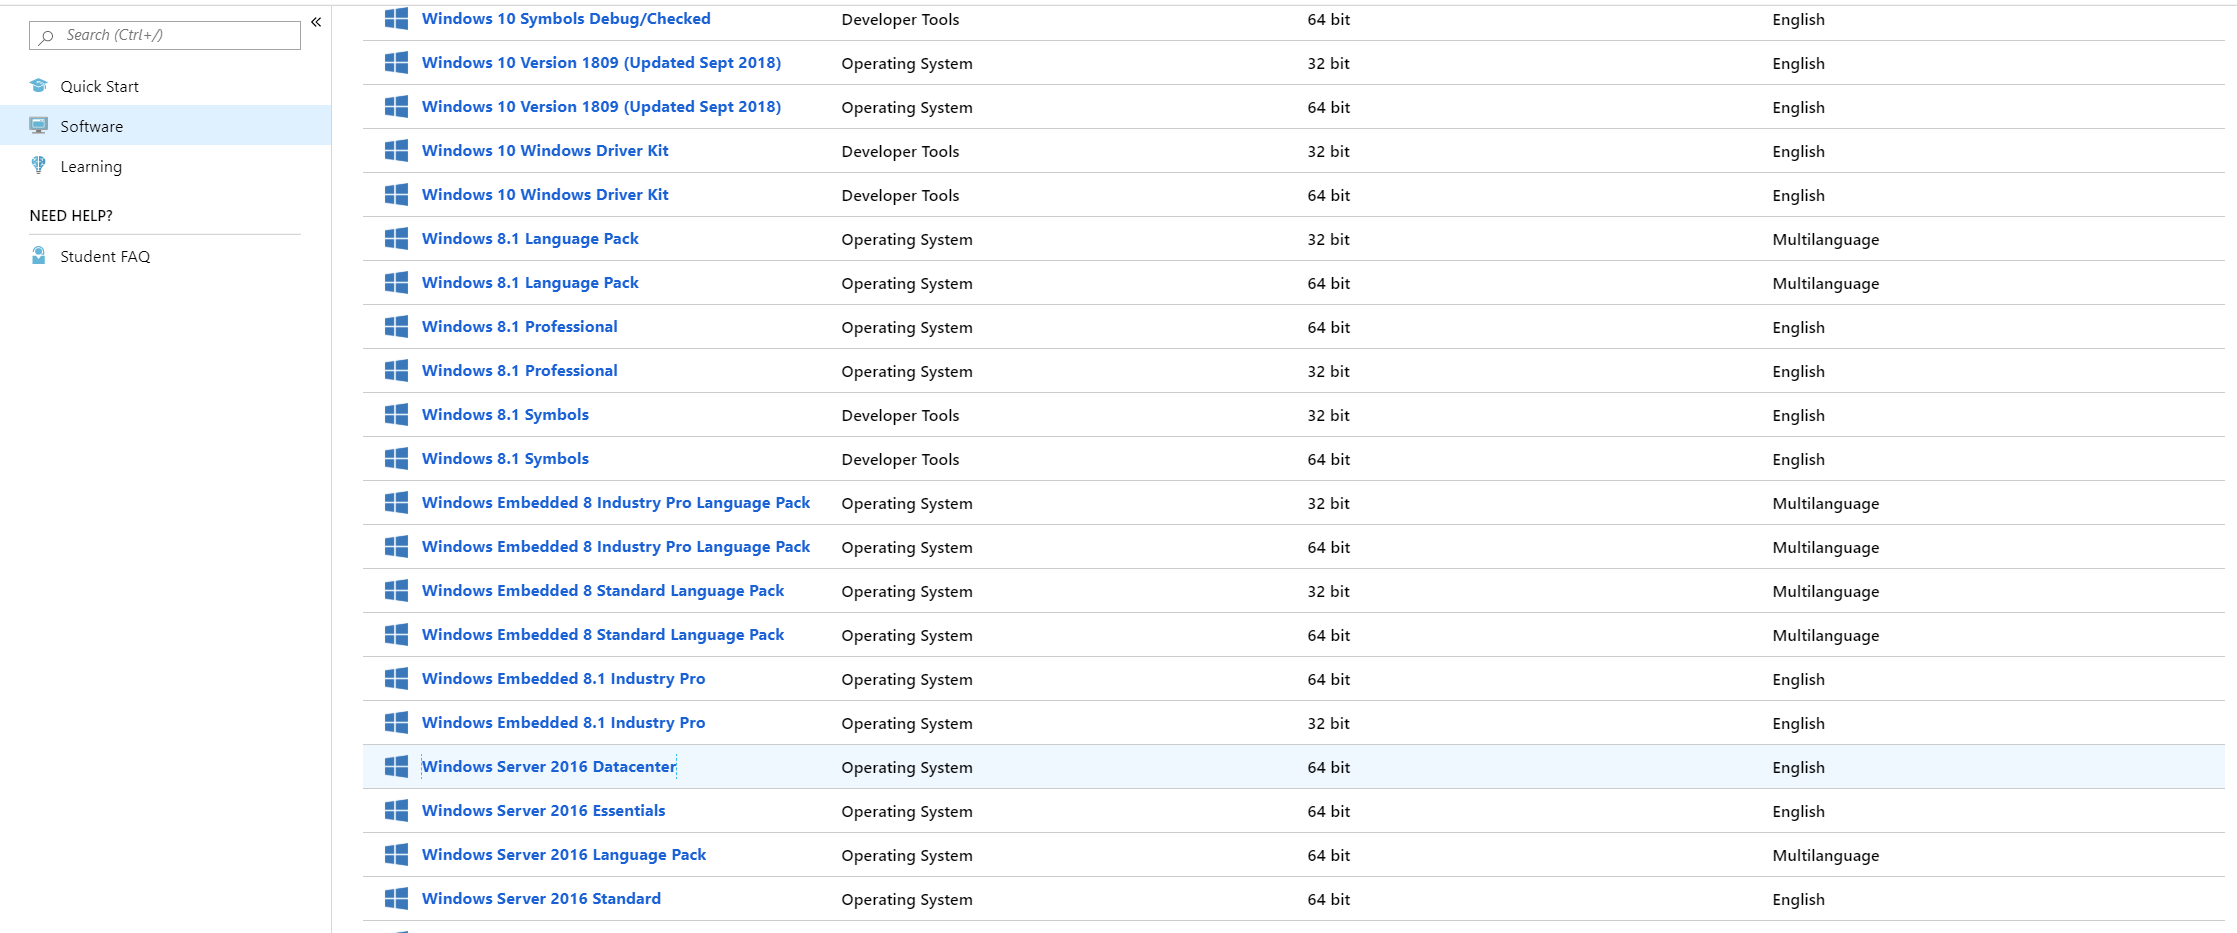 Search (Ctrl+/)
«
Quick Start
Software
Learning
NEED HELP?
Student FAQ
Windows 10 Symbols Debug/Checked Developer Tools 64 bit English
Windows 10 Version 1809 (Updated Sept 2018) Operating System 32 bit English
Windows 10 Version 1809 (Updated Sept 2018) Operating System 64 bit English
Windows 10 Windows Driver Kit Developer Tools 32 bit English
Windows 10 Windows Driver Kit Developer Tools 64 bit English
Windows 8.1 Language Pack Operating System 32 bit Multilanguage
Windows 8.1 Language Pack Operating System 64 bit Multilanguage
Windows 8.1 Professional Operating System 64 bit English
Windows 8.1 Professional Operating System 32 bit English
Windows 8.1 Symbols Developer Tools 32 bit English
Windows 8.1 Symbols Developer Tools 64 bit English
Windows Embedded 8 Industry Pro Language Pack Operating System 32 bit Multilanguage
Windows Embedded 8 Industry Pro Language Pack Operating System 64 bit Multilanguage
Windows Embedded 8 Standard Language Pack Operating System 32 bit Multilanguage
Windows Embedded 8 Standard Language Pack Operating System 64 bit Multilanguage
Windows Embedded 8.1 Industry Pro Operating System 64 bit English
Windows Embedded 8.1 Industry Pro Operating System 32 bit English
Windows Server 2016 Datacenter Operating System 64 bit English
Windows Server 2016 Essentials Operating System 64 bit English
Windows Server 2016 Language Pack Operating System 64 bit Multilanguage
Windows Server 2016 Standard Operating System 64 bit English